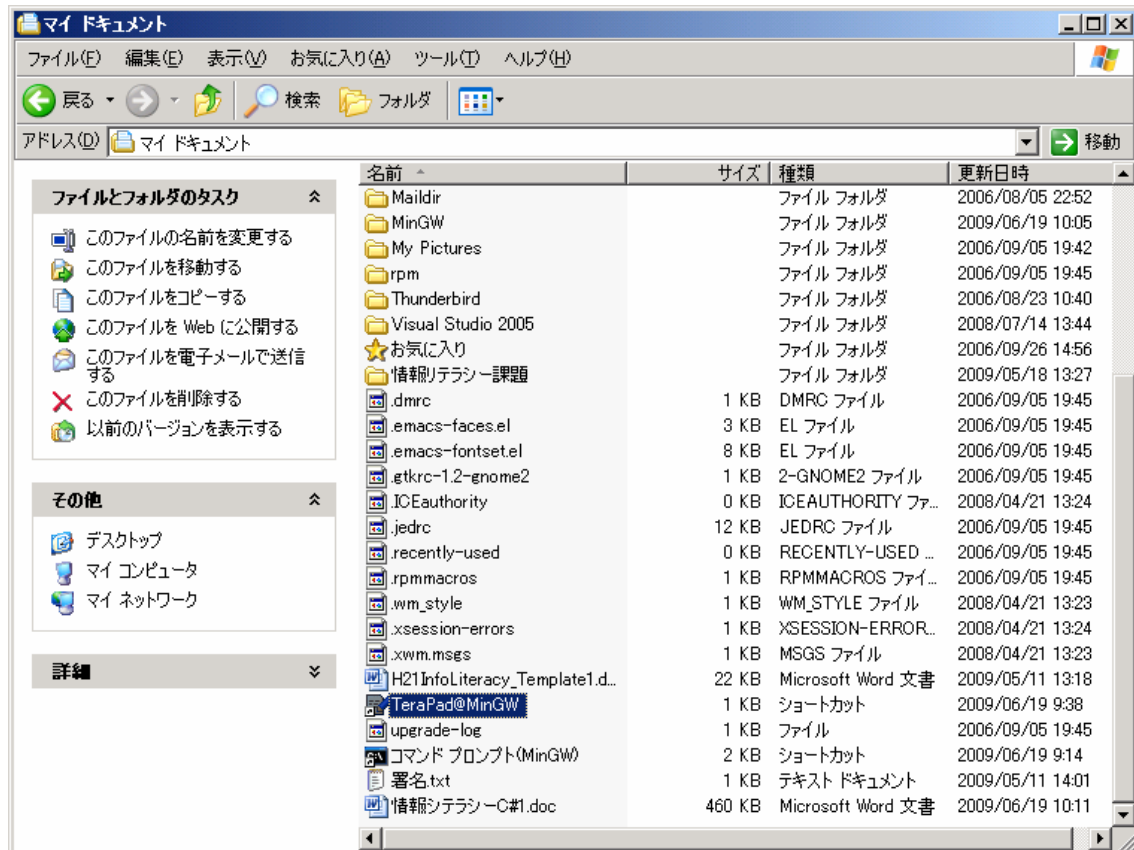 マイ ドキュメント
ファイル(F) 編集(E) 表示(V) お気に入り(A) ツール(T) ヘルプ(H)
戻る 検索 フォルダ
アドレス(D) マイ ドキュメント 移動
ファイルとフォルダのタスク
このファイルの名前を変更する
このファイルを移動する
このファイルをコピーする
このファイルを Web に公開する
このファイルを電子メールで送信
する
このファイルを削除する
以前のバージョンを表示する
その他
デスクトップ
マイ コンピュータ
マイ ネットワーク
詳細
名前 サイズ 種類 更新日時
Maildir ファイル フォルダ 2006/08/05 22:52
MinGW ファイル フォルダ 2009/06/19 10:05
My Pictures ファイル フォルダ 2006/09/05 19:42
rpm ファイル フォルダ 2006/09/05 19:45
Thunderbird ファイル フォルダ 2006/08/23 10:40
Visual Studio 2005 ファイル フォルダ 2008/07/14 13:44
お気に入り ファイル フォルダ 2006/09/26 14:56
情報リテラシー課題 ファイル フォルダ 2009/05/18 13:27
.dmrc 1 KB DMRC ファイル 2006/09/05 19:45
.emacs-faces.el 3 KB EL ファイル 2006/09/05 19:45
.emacs-fontset.el 8 KB EL ファイル 2006/09/05 19:45
.gtkrc-1.2-gnome2 1 KB 2-GNOME2 ファイル 2006/09/05 19:45
.ICEauthority 0 KB ICEAUTHORITY ファ... 2008/04/21 13:24
.jedrc 12 KB JEDRC ファイル 2006/09/05 19:45
.recently-used 0 KB RECENTLY-USED ... 2006/09/05 19:45
.rpmmacros 1 KB RPMMACROS ファイ... 2006/09/05 19:45
.wm_style 1 KB WM_STYLE ファイル 2008/04/21 13:23
.xsession-errors 1 KB XSESSION-ERROR... 2008/04/21 13:24
.xwm.msgs 1 KB MSGS ファイル 2008/04/21 13:23
H21InfoLiteracy_Template1.d... 22 KB Microsoft Word 文書 2009/05/11 13:18
TeraPad@MinGW 1 KB ショートカット 2009/06/19 9:38
upgrade-log 1 KB ファイル 2006/09/05 19:45
コマンド プロンプト(MinGW) 2 KB ショートカット 2009/06/19 9:14
署名.txt 1 KB テキスト ドキュメント 2009/05/11 14:01
情報シテラシーC#1.doc 460 KB Microsoft Word 文書 2009/06/19 10:11